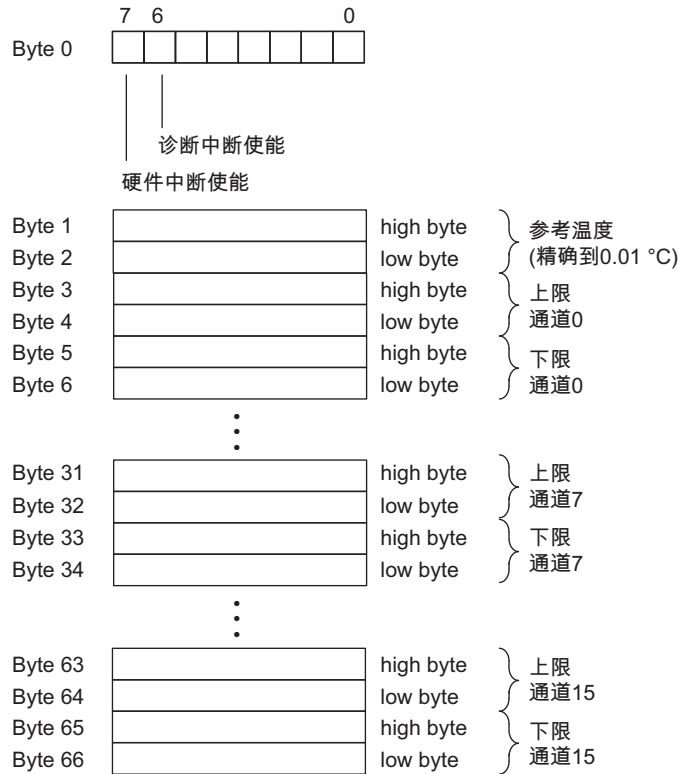 7 6 0
Byte 0
诊断中断使能
硬件中断使能
Byte 1 high byte 参考温度
Byte 2 low byte (精确到0.01 °C)
Byte 3 high byte 上限
Byte 4 low byte 通道0
Byte 5 high byte 下限
Byte 6 low byte 通道0
Byte 31 high byte 上限
Byte 32 low byte 通道7
Byte 33 high byte 下限
Byte 34 low byte 通道7
Byte 63 high byte 上限
Byte 64 low byte 通道15
Byte 65 high byte 下限
Byte 66 low byte 通道15